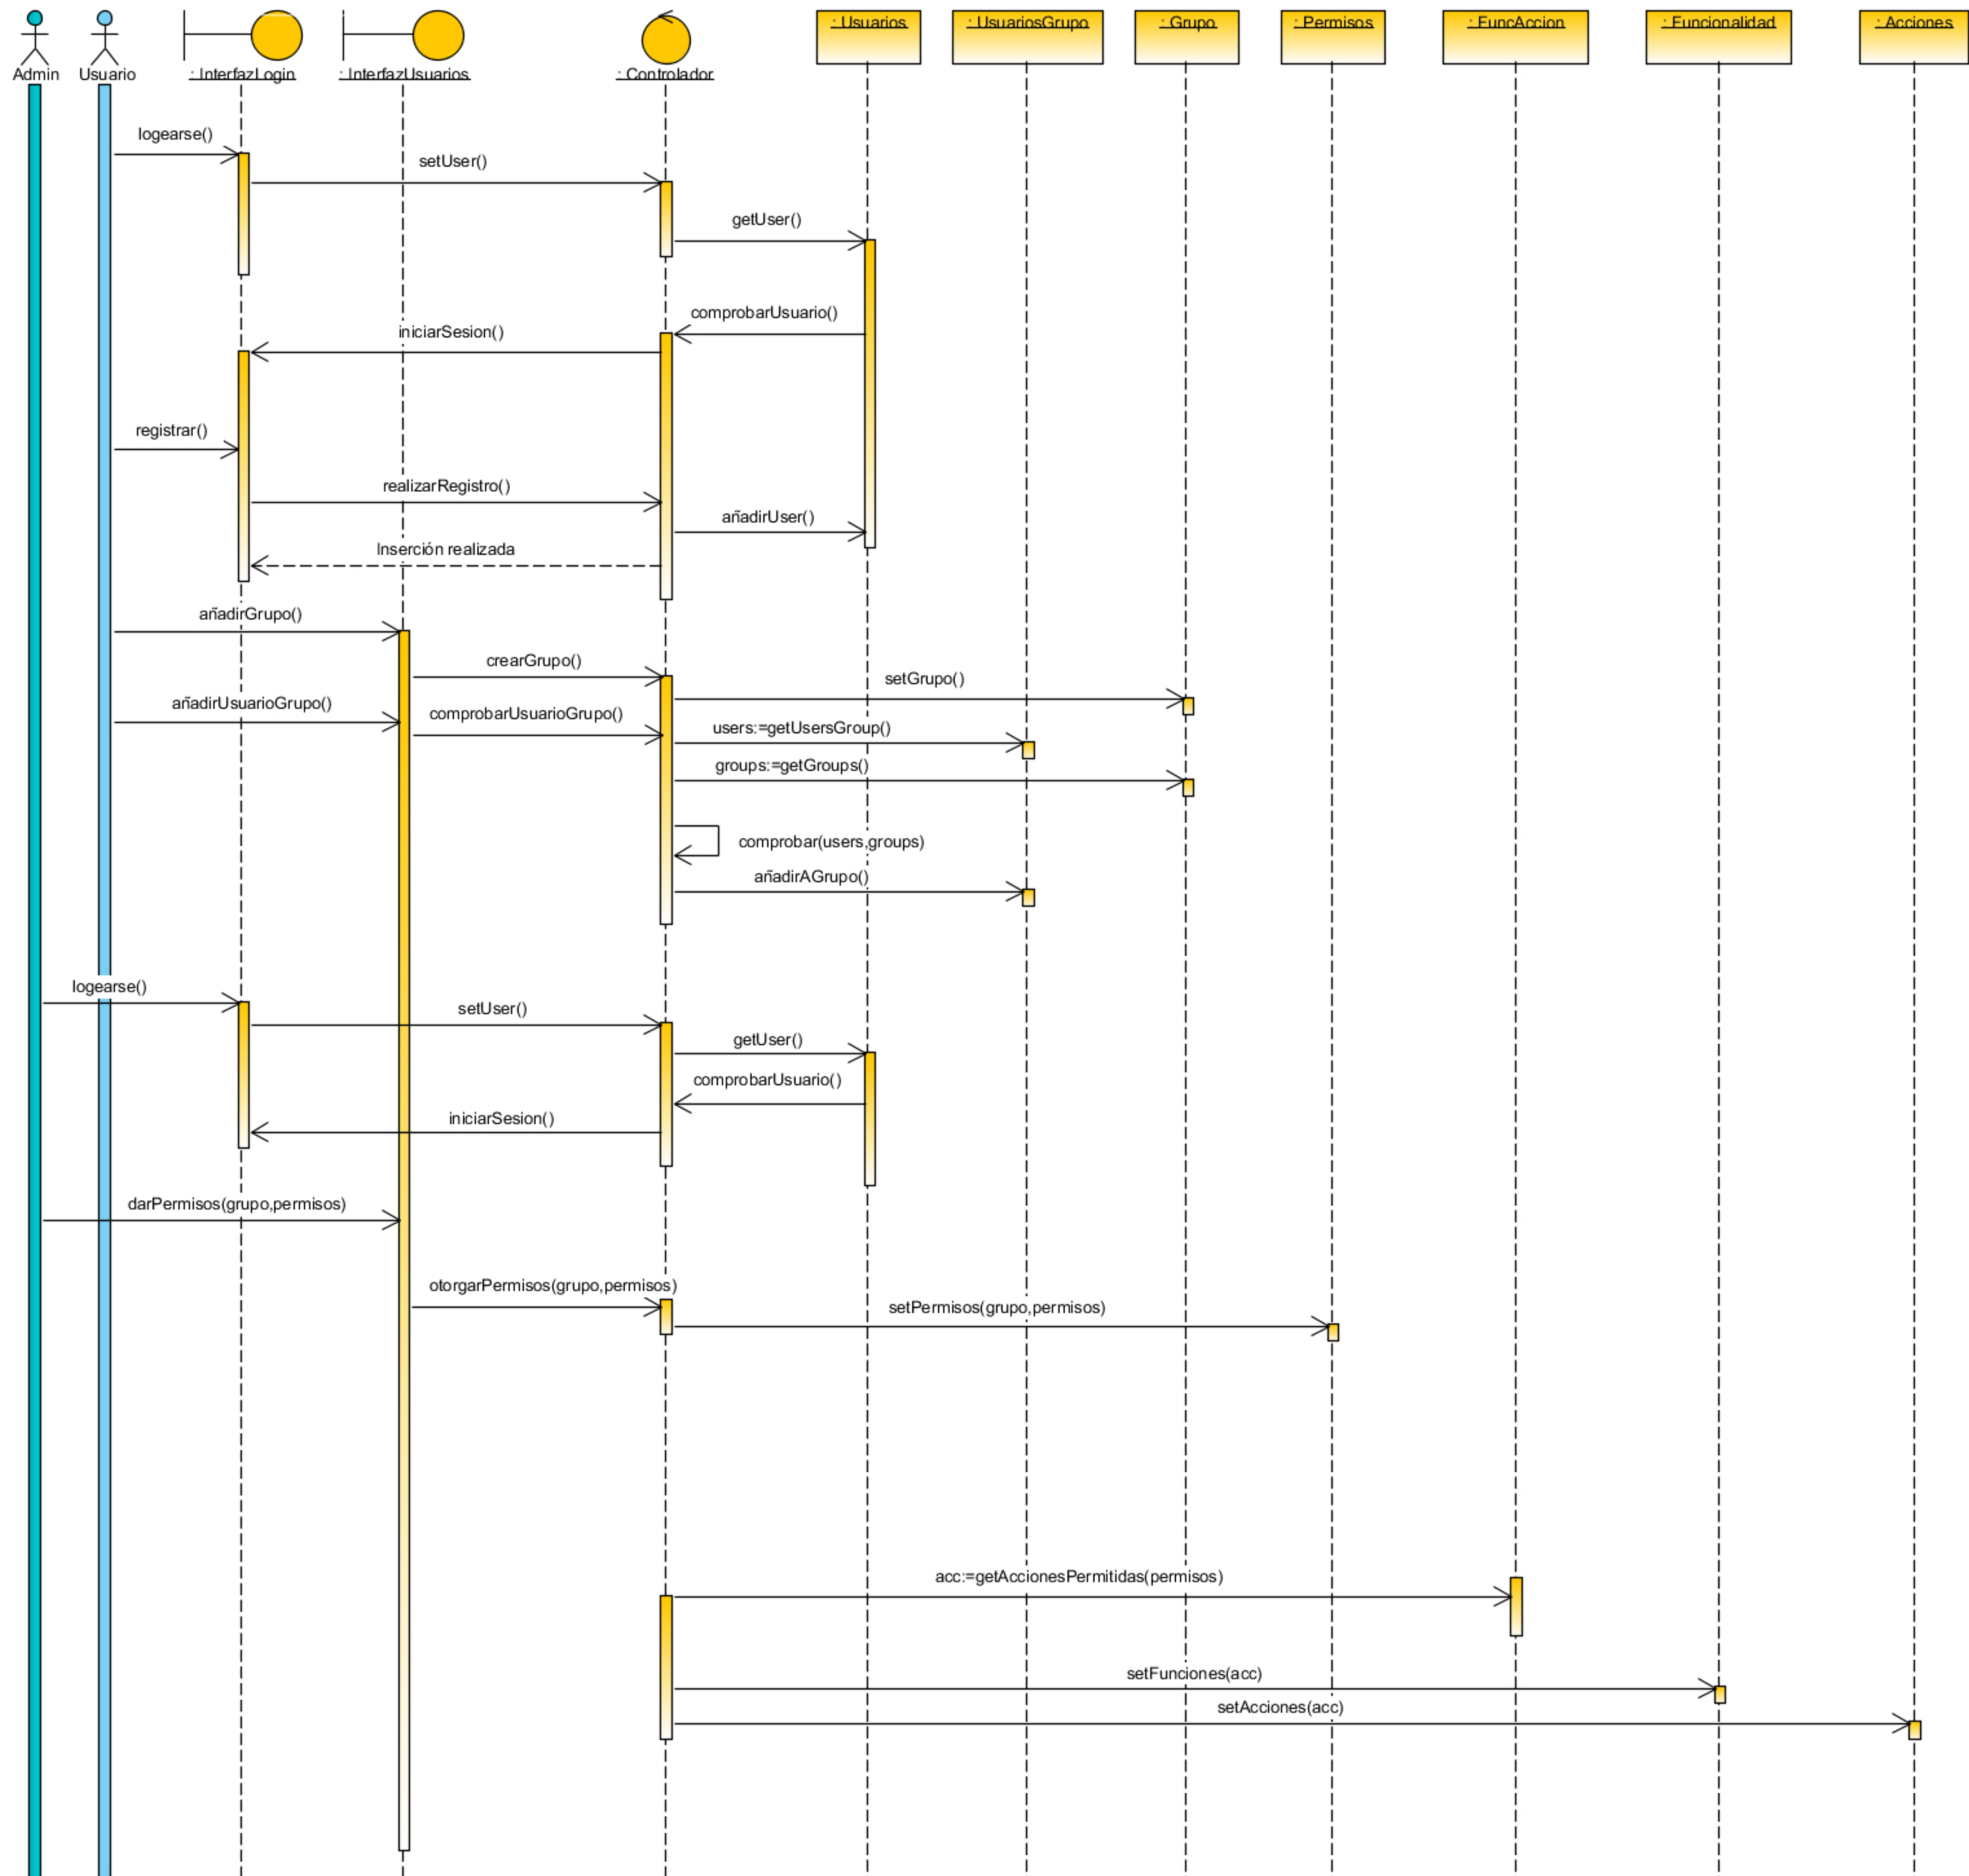 : Usuarios
: UsuariosGrupo
: Grupo
: Permisos
: FuncAccion
: Funcionalidad
: Acciones
Admin
Usuario
: InterfazLogin
: InterfazUsuarios
: Controlador
logearse()
setUser()
getUser()
comprobarUsuario()
iniciarSesion()
registrar()
realizarRegistro()
añadirUser()
Inserción realizada
añadirGrupo()
crearGrupo()
setGrupo()
añadirUsuarioGrupo()
comprobarUsuarioGrupo()
users:=getUsersGroup()
groups:=getGroups()
comprobar(users,groups)
añadirAGrupo()
logearse()
setUser()
getUser()
comprobarUsuario()
iniciarSesion()
darPermisos(grupo,permisos)
otorgarPermisos(grupo,permisos)
setPermisos(grupo,permisos)
acc:=getAccionesPermitidas(permisos)
setFunciones(acc)
setAcciones(acc)